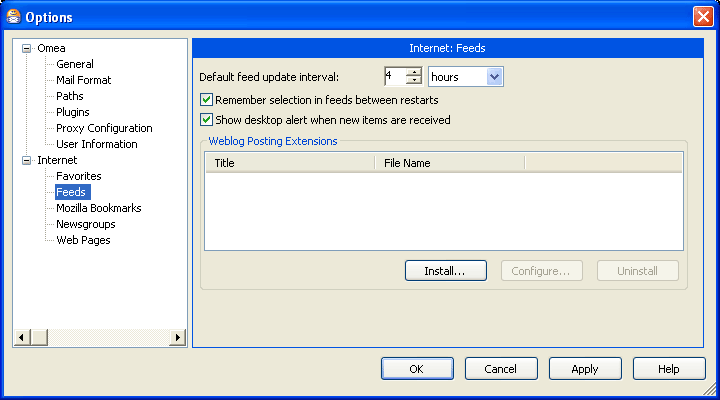 Options
Omea
General
Mail Format
Paths
Plugins
Proxy Configuration
User Information
Internet
Favorites
Feeds
Mozilla Bookmarks
Newsgroups
Web Pages
Internet: Feeds
Default feed update interval: 4 hours
Remember selection in feeds between restarts
Show desktop alert when new items are received
Weblog Posting Extensions
Title File Name
Install... Configure... Uninstall
OK Cancel Apply Help